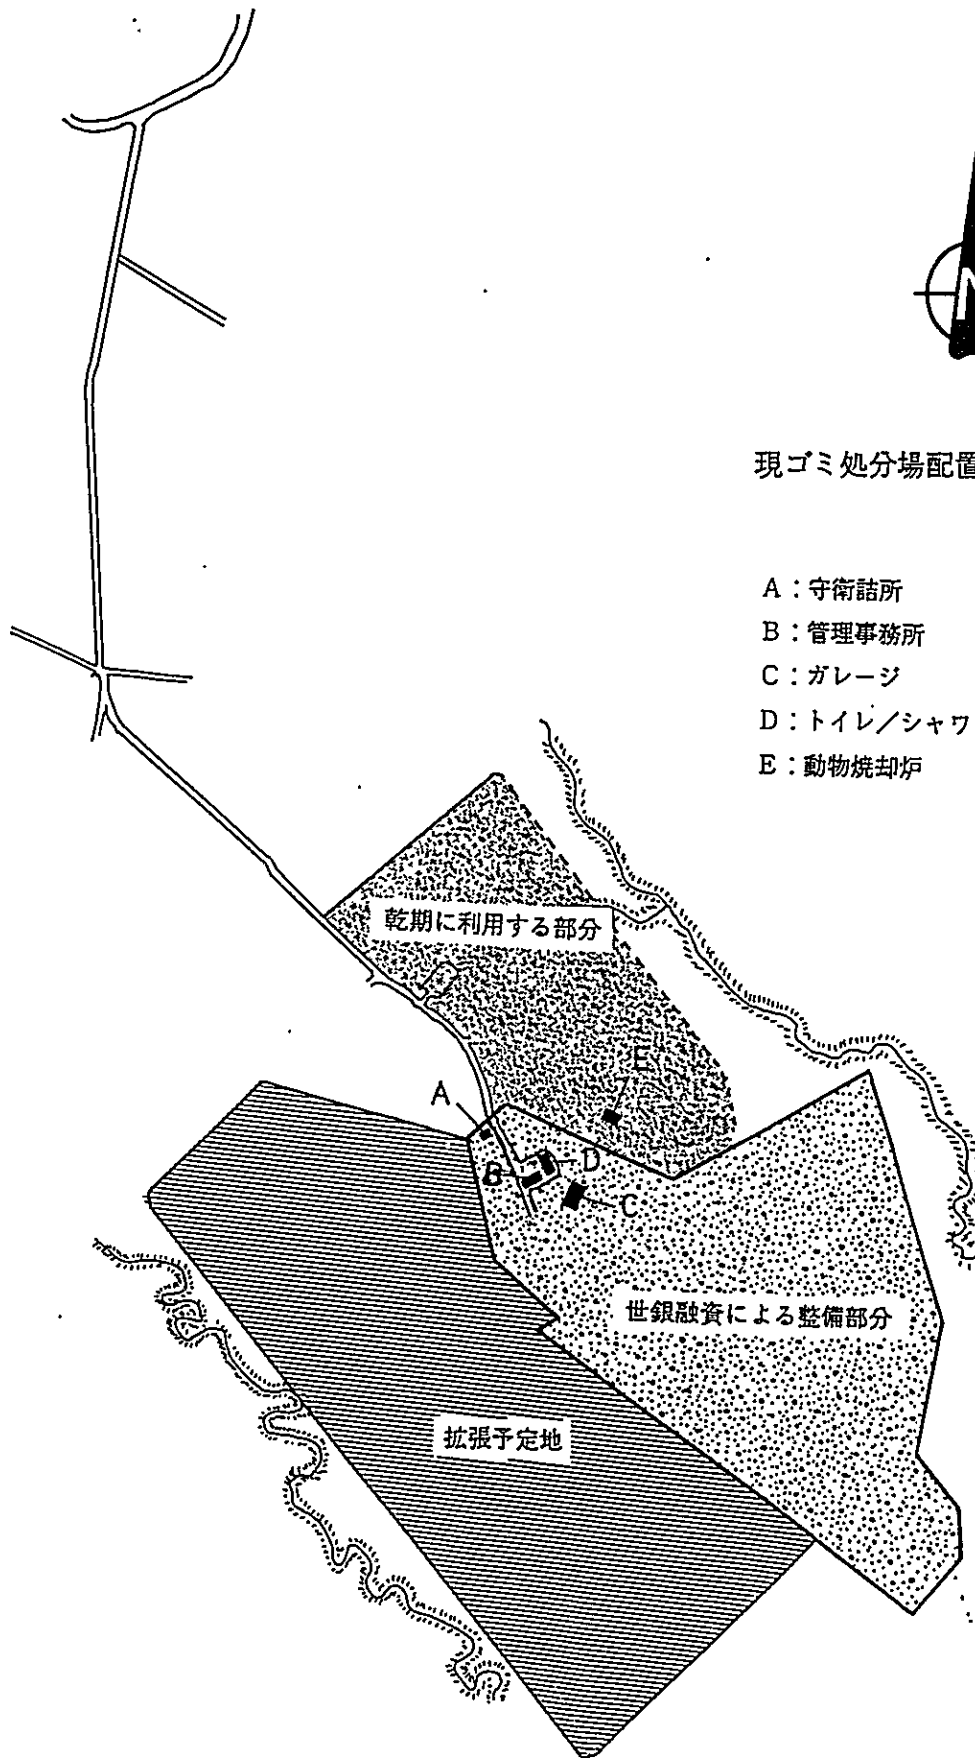 N
現ゴミ処分場配置
A：守衛詰所
B：管理事務所
C：ガレージ
D：トイレ／シャワ
E：動物焼却炉
乾期に利用する部分
E
A
D
B
C
世銀融資による整備部分
拡張予定地